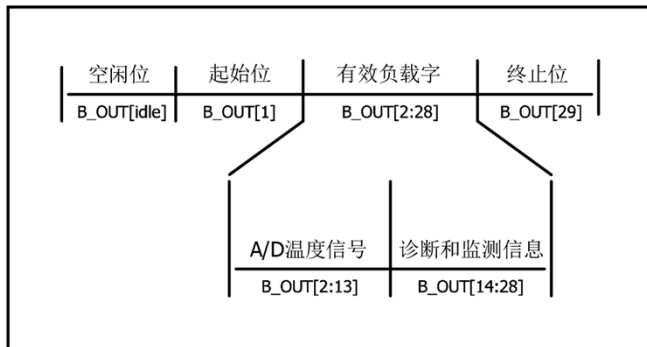 空闲位 起始位 有效负载字 终止位
B_OUT[idle] B_OUT[1] B_OUT[2:28] B_OUT[29]
A/D温度信号 诊断和监测信息
B_OUT[2:13] B_OUT[14:28]